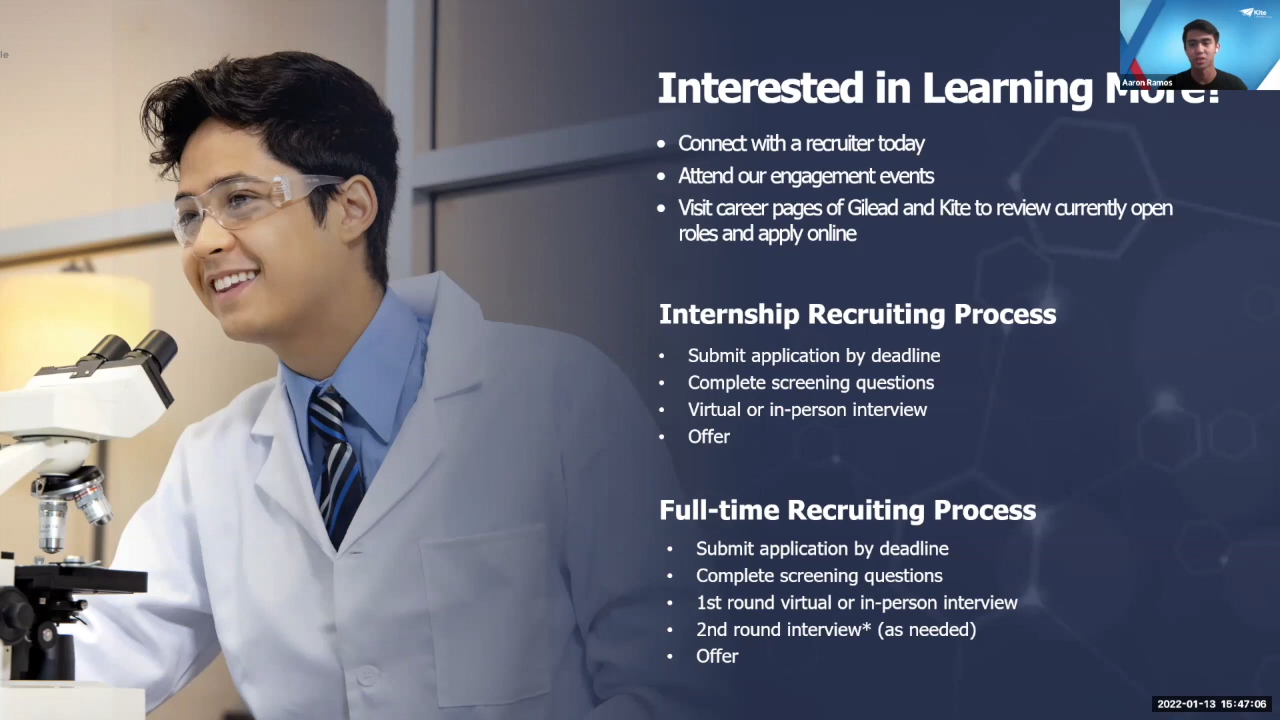 le
Kite
Aaron Ramos
Interested in Learning More?
• Connect with a recruiter today
• Attend our engagement events
• Visit career pages of Gilead and Kite to review currently open
roles and apply online
Internship Recruiting Process
• Submit application by deadline
• Complete screening questions
• Virtual or in-person interview
• Offer
Full-time Recruiting Process
• Submit application by deadline
• Complete screening questions
• 1st round virtual or in-person interview
• 2nd round interview* (as needed)
• Offer
2022-01-13 15:47:06